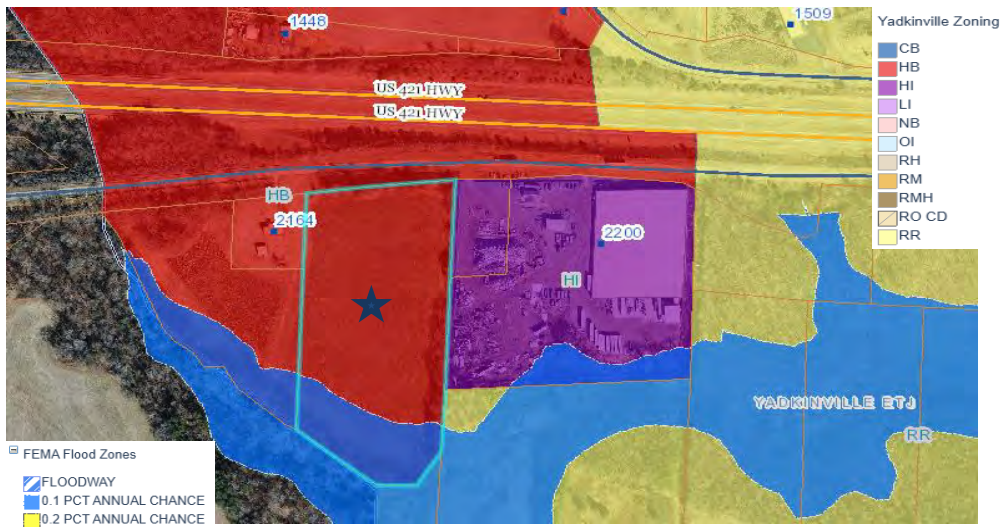 1448
1509
Yadkinville Zoning
CB
HB
HI
LI
NB
OI
RH
RM
RMH
RO CD
RR
US 421 HWY
US 421 HWY
HB
2164
2200
HI
YADKINVILLE ETJ
RR
FEMA Flood Zones
FLOODWAY
0.1 PCT ANNUAL CHANCE
0.2 PCT ANNUAL CHANCE